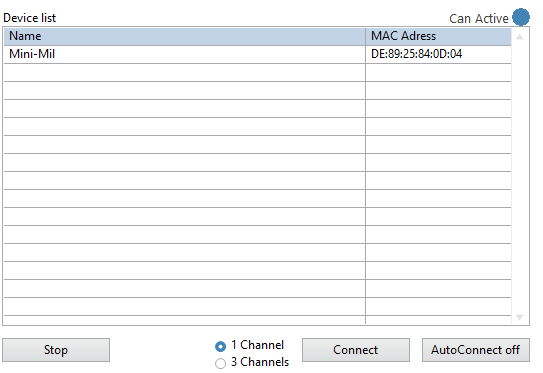 Device list
Can Active
Name MAC Adress
Mini-Mil DE:89:25:84:0D:04
Stop
1 Channel
3 Channels
Connect
AutoConnect off